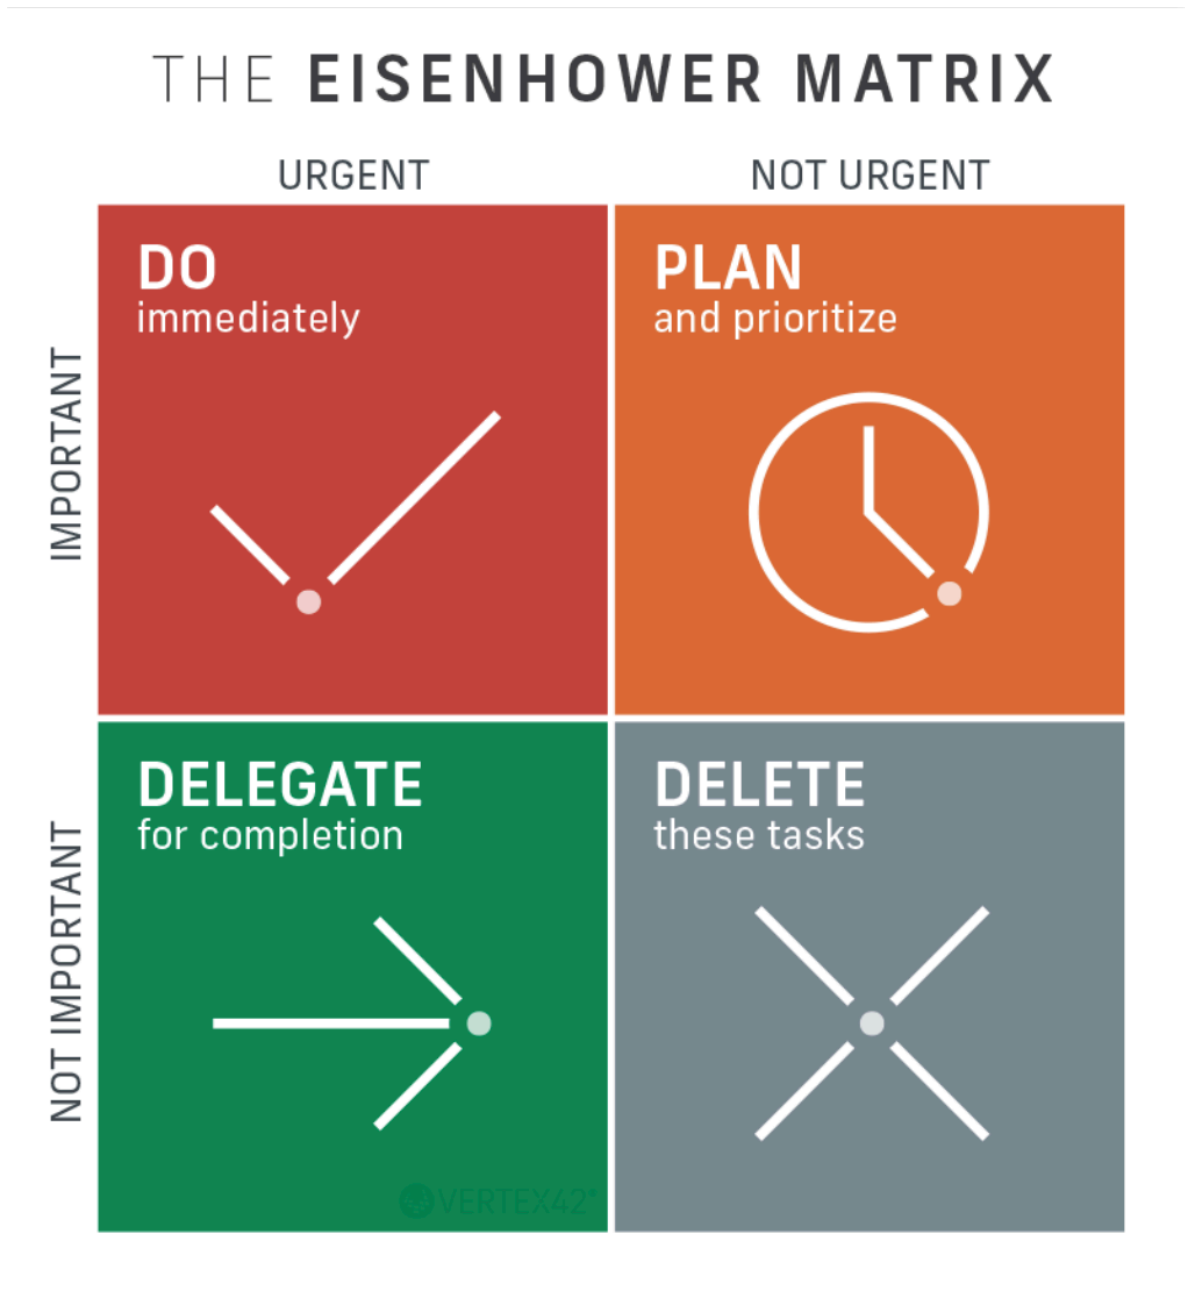 THE EISENHOWER MATRIX
URGENT
NOT URGENT
IMPORTANT
DO
immediately
PLAN
and prioritize
NOT IMPORTANT
DELEGATE
for completion
DELETE
these tasks
VERTEX42®